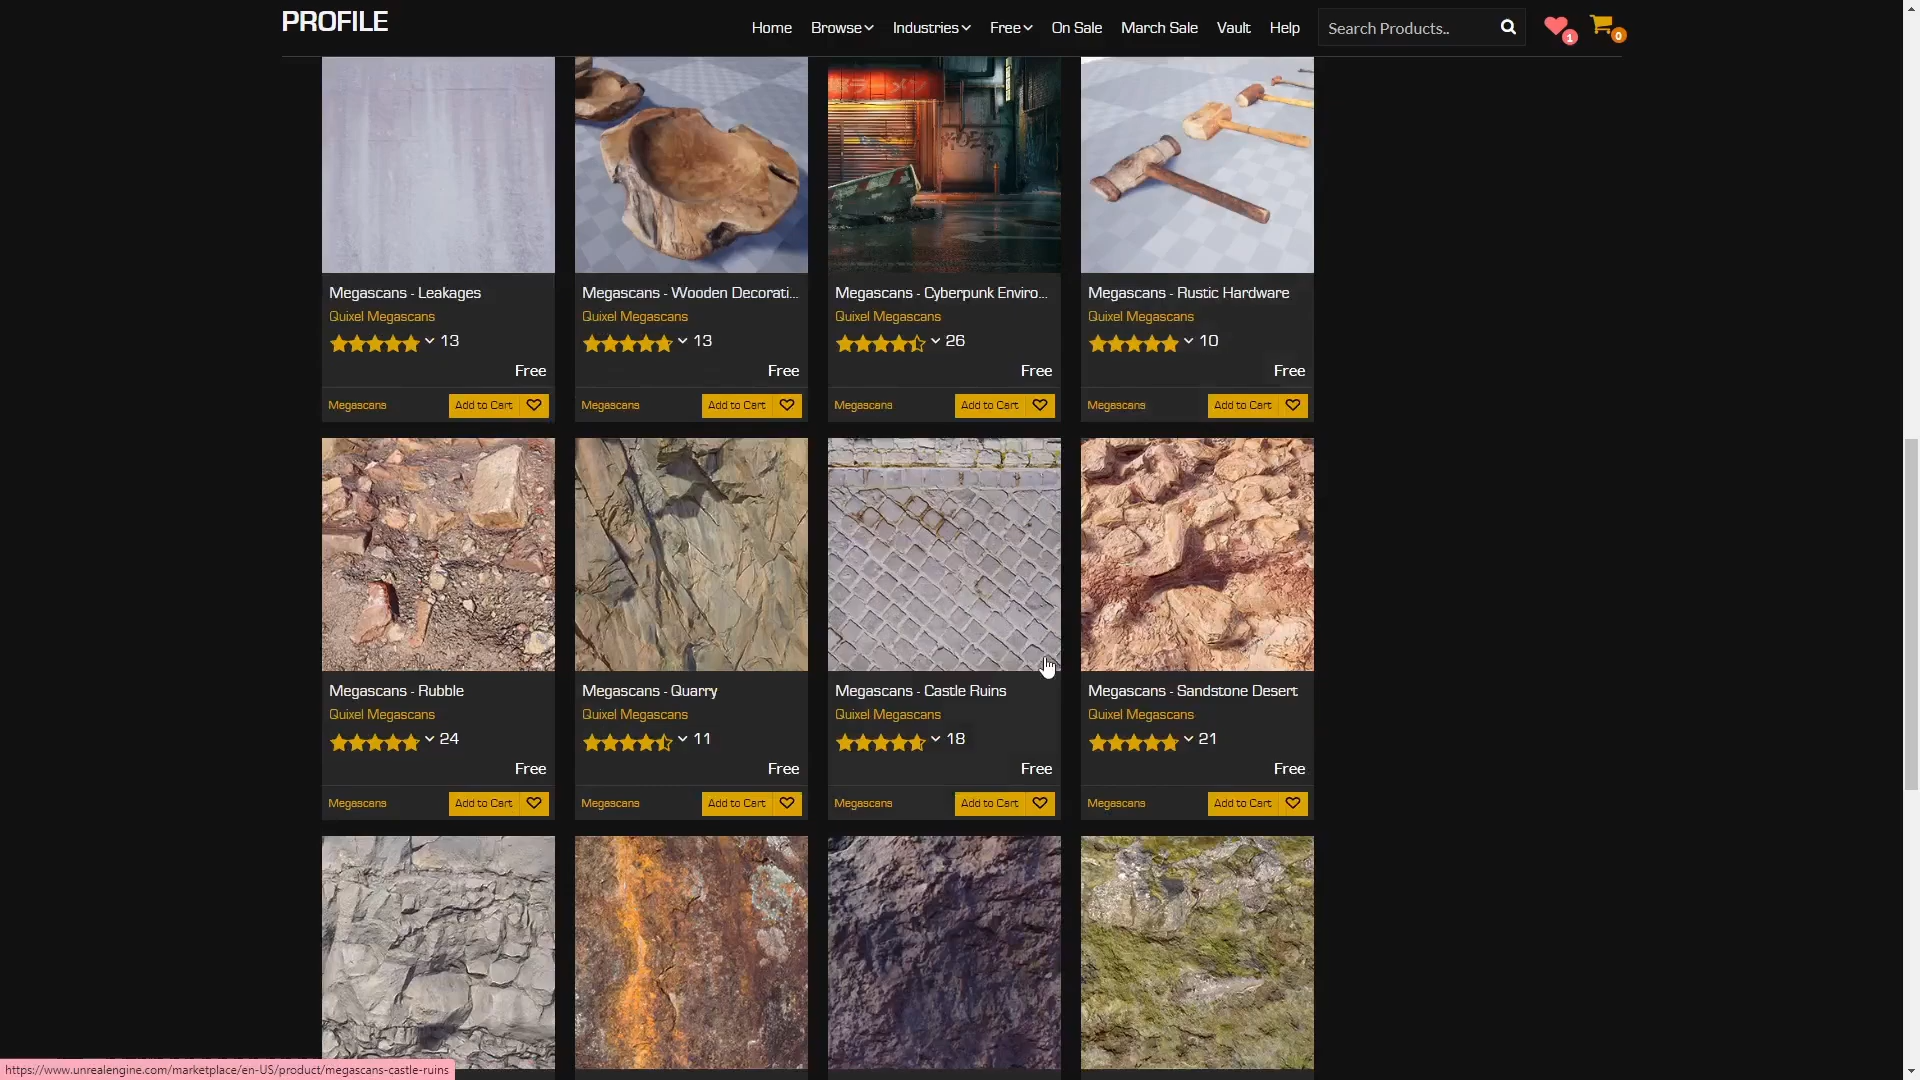 PROFILE
Home Browse Industries Free On Sale March Sale Vault Help Search Products.. 1 0
Megascans - Leakages
Quixel Megascans
13
Free
Megascans Add to Cart
Megascans - Wooden Decorati...
Quixel Megascans
13
Free
Megascans Add to Cart
Megascans - Cyberpunk Enviro...
Quixel Megascans
26
Free
Megascans Add to Cart
Megascans - Rustic Hardware
Quixel Megascans
10
Free
Megascans Add to Cart
Megascans - Rubble
Quixel Megascans
24
Free
Megascans Add to Cart
Megascans - Quarry
Quixel Megascans
11
Free
Megascans Add to Cart
Megascans - Castle Ruins
Quixel Megascans
18
Free
Megascans Add to Cart
Megascans - Sandstone Desert
Quixel Megascans
21
Free
Megascans Add to Cart
https://www.unrealengine.com/marketplace/en-US/product/megascans-castle-ruins